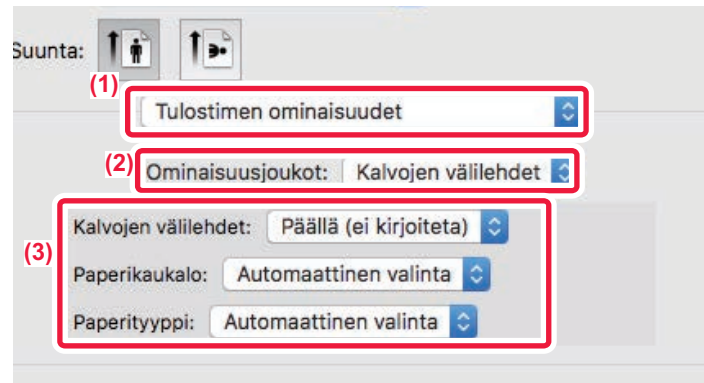 Suunta:
(1)
Tulostimen ominaisuudet
(2)
Ominaisuusjoukot: Kalvojen välilehdet
(3)
Kalvojen välilehdet: Päällä (ei kirjoiteta)
Paperikaukalo: Automaattinen valinta
Paperityyppi: Automaattinen valinta